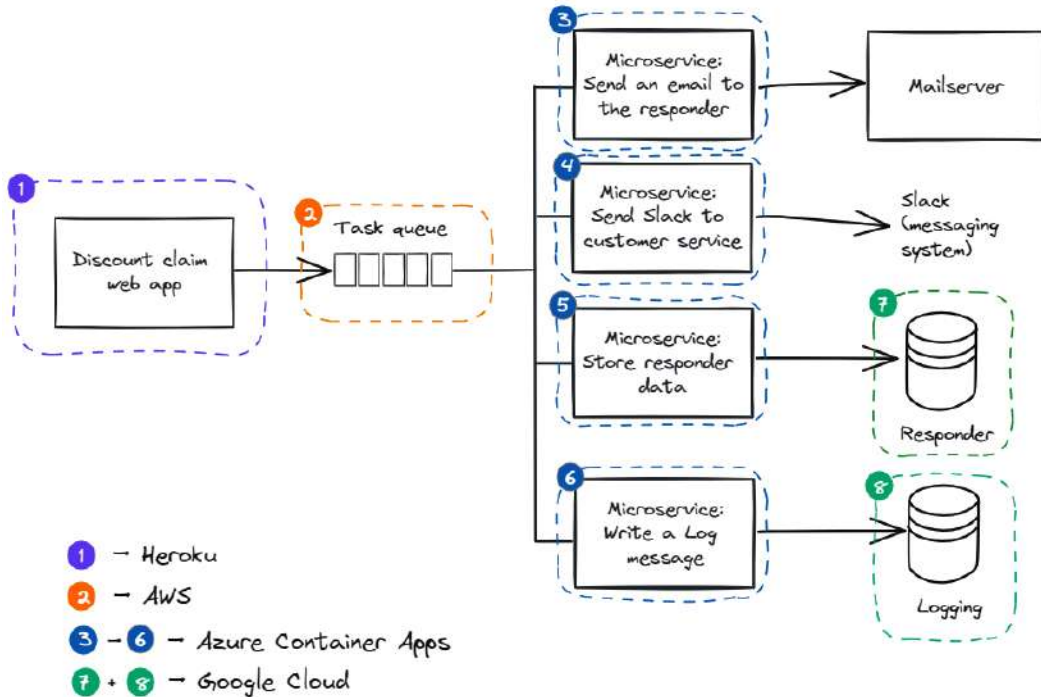 1
Discount claim
web app
2
Task queue
3
Microservice:
Send an email to
the responder
Mailserver
4
Microservice:
Send Slack to
customer service
Slack
(messaging
system)
5
Microservice:
Store responder
data
7
Responder
6
Microservice:
Write a Log
message
8
Logging
1 → Heroku
2 → AWS
3 → 6 → Azure Container Apps
7 + 8 → Google Cloud